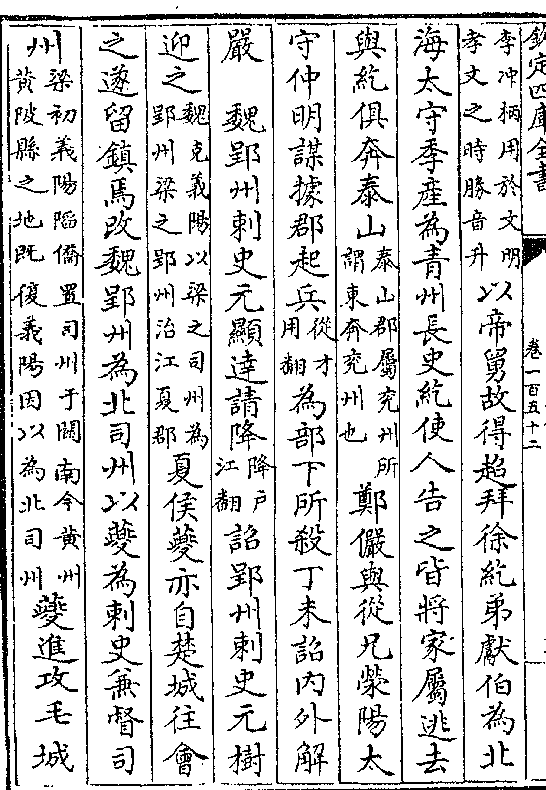 欽定四庫全書
卷一百五十二
李沖柄用於文明孝文之時勝音升以帝舅故得超拜徐紇弟獻伯為北
海太守季產為青州長史紇使人告之皆將家屬逃去
與紇俱奔泰山泰山郡屬兖州所謂東奔兖州也鄭儼與從兄榮陽太
守仲明謀據郡起兵從才用翻為部下所殺丁未詔内外解
嚴　魏郢州刺史元顯達請降降户江翻詔郢州刺史元樹
迎之魏克義陽以梁之司州為郢州梁之郢州治江夏郡夏侯夔亦自楚城往會
之遂留鎮焉改魏郢州為北司州以夔為刺史兼督司
州梁初義陽陷僑置司州于關南今黄州黄陂縣之地既復義陽因以為北司州夔進攻毛城